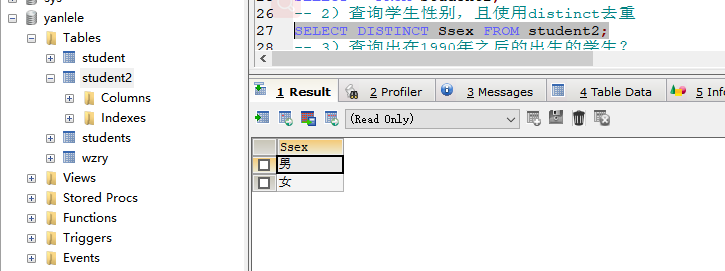 yanlele
Tables
student
student2
Columns
Indexes
students
wzry
Views
Stored Procs
Functions
Triggers
Events
26 -- 2）查询学生性别，且使用distinct去重
27 SELECT DISTINCT Ssex FROM student2;
28 -- 3）查询出在1990年之后的出生的学生？
1 Result 2 Profiler 3 Messages 4 Table Data 5 Info
(Read Only)
Ssex
男
女